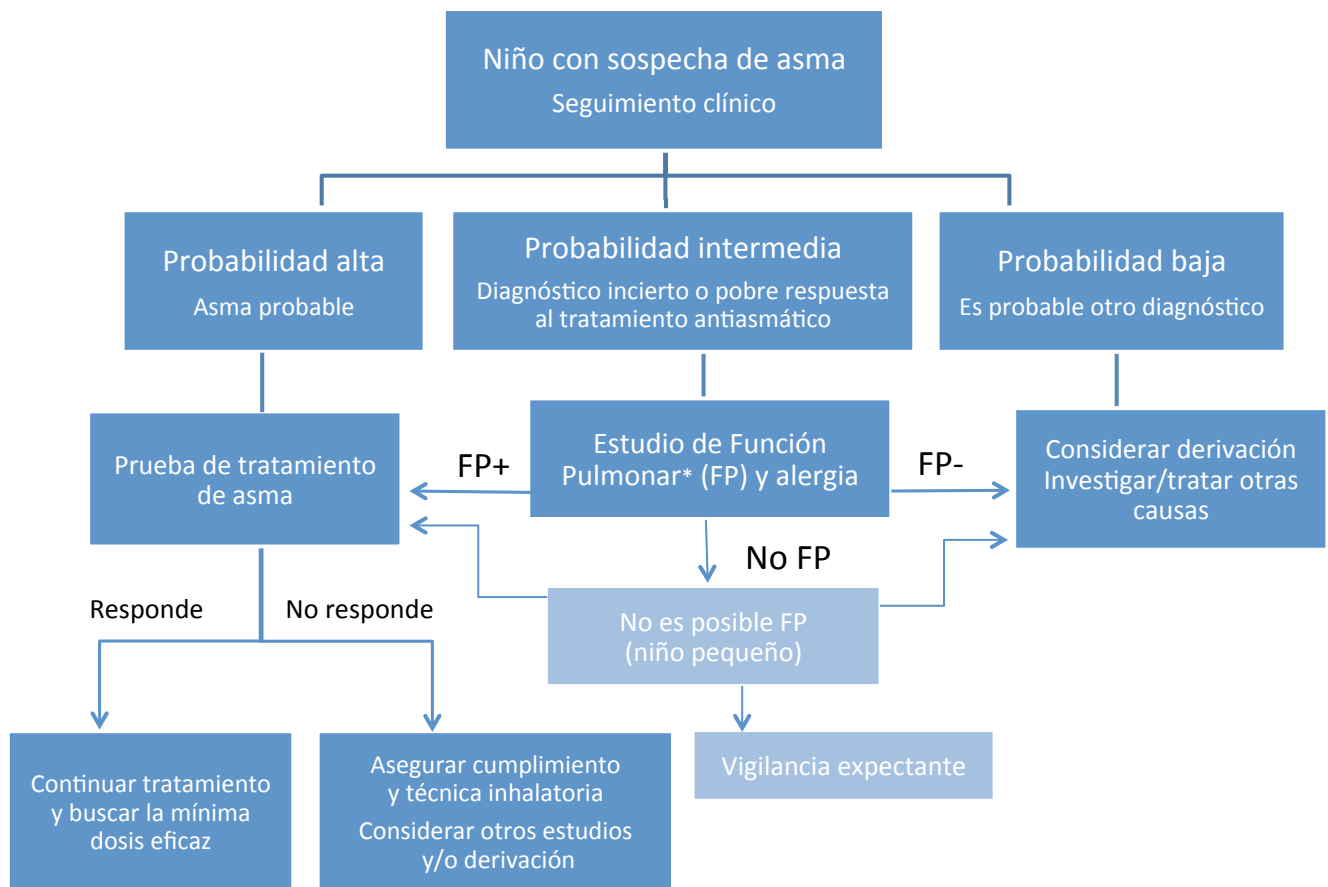 Niño con sospecha de asma
Seguimiento clínico
Probabilidad alta
Asma probable
Probabilidad intermedia
Diagnóstico incierto o pobre respuesta
al tratamiento antiasmático
Probabilidad baja
Es probable otro diagnóstico
Prueba de tratamiento
de asma
FP+
Estudio de Función
Pulmonar* (FP) y alergia
FP-
Considerar derivación
Investigar/tratar otras
causas
No FP
Responde
No responde
No es posible FP
(niño pequeño)
Continuar tratamiento
y buscar la mínima
dosis eficaz
Asegurar cumplimiento
y técnica inhalatoria
Considerar otros estudios
y/o derivación
Vigilancia expectante